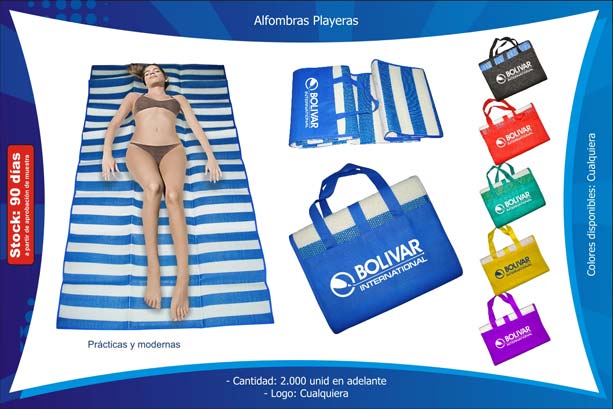 Alfombras Playeras
Stock: 90 días
a partir de aprobación de muestra
BOLIVAR
INTERNATIONAL
BOLIVAR
INTERNATIONAL
BOLIVAR
INTERNATIONAL
BOLIVAR
INTERNATIONAL
BOLIVAR
INTERNATIONAL
BOLIVAR
INTERNATIONAL
BOLIVAR
INTERNATIONAL
Colores disponibles: Cualquiera
Prácticas y modernas
- Cantidad: 2.000 unid en adelante
- Logo: Cualquiera